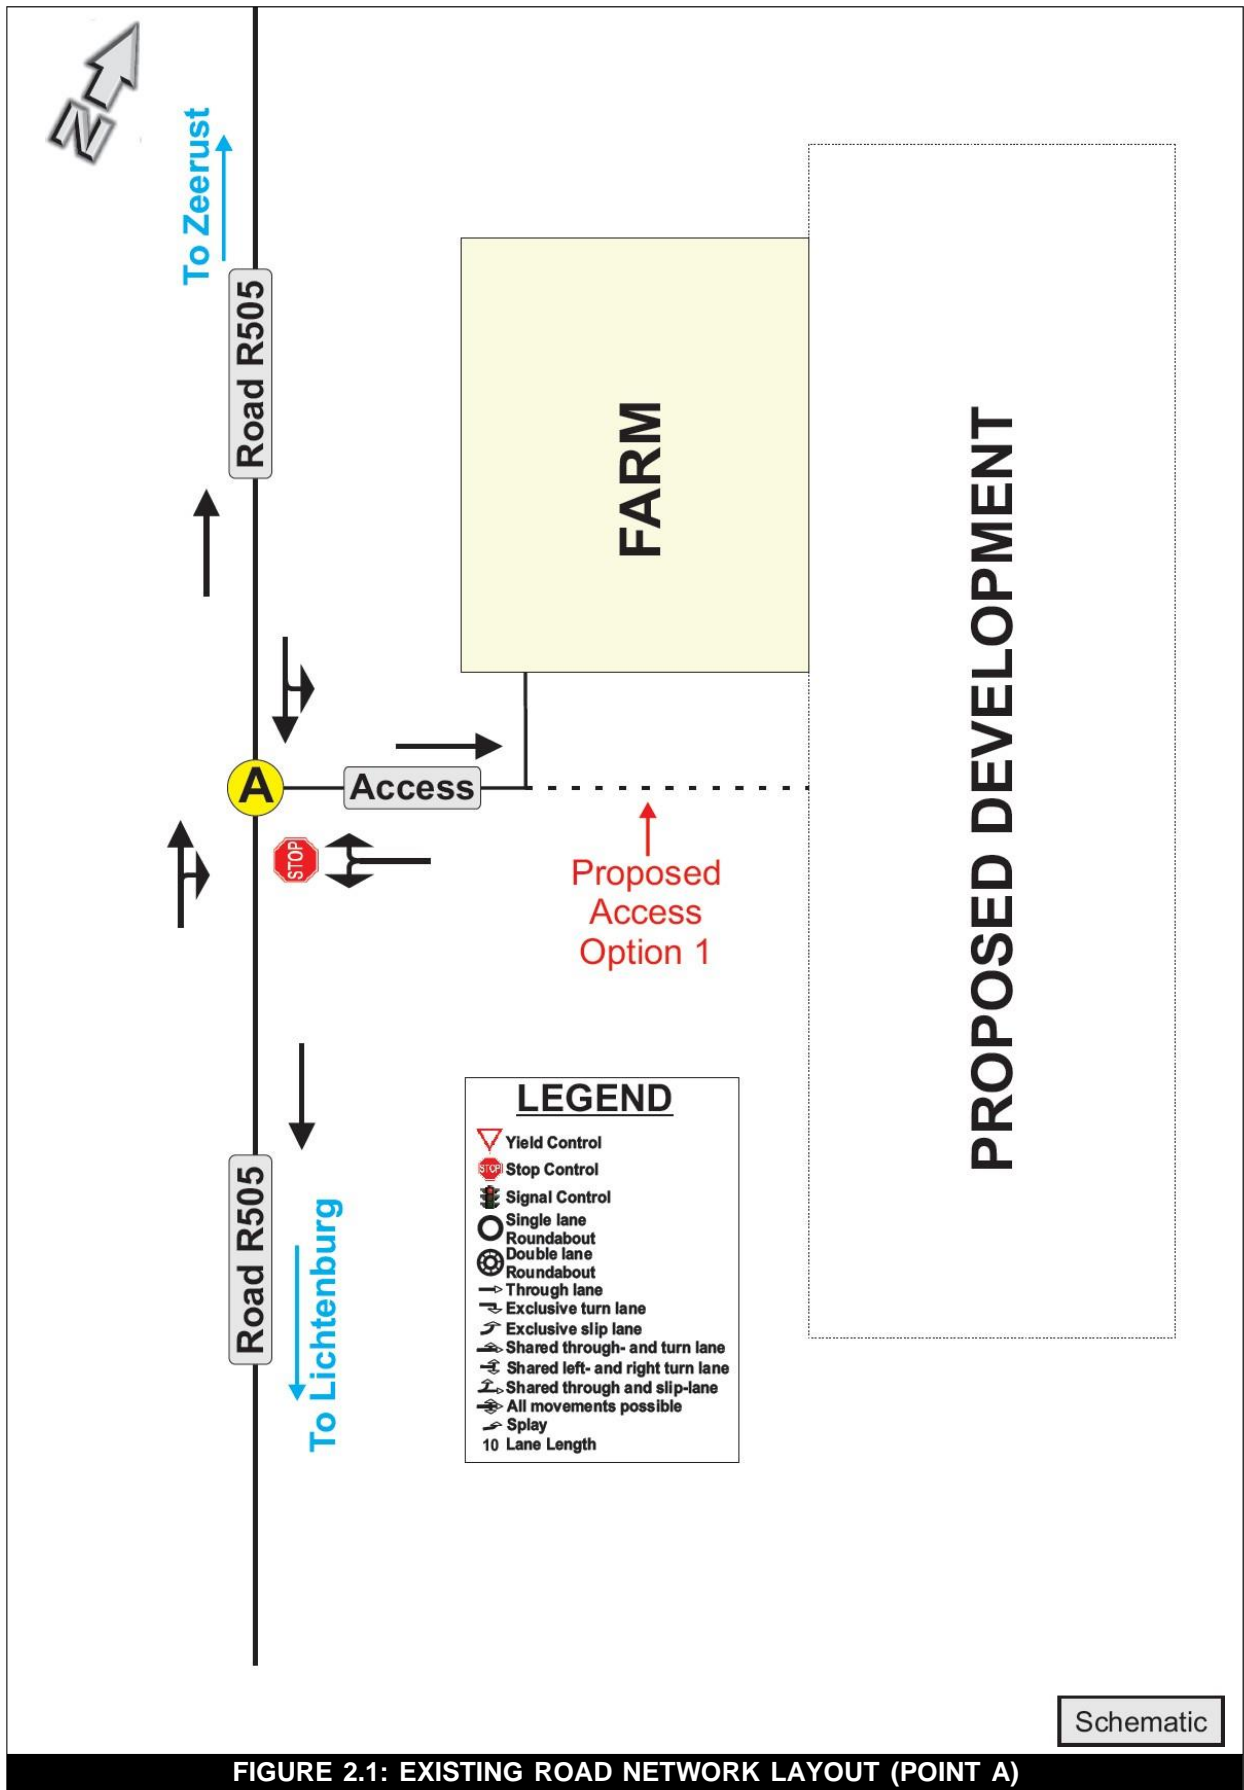 N
To Zeerust
Road R505
FARM
PROPOSED DEVELOPMENT
A
Access
STOP
Proposed
Access
Option 1
Road R505
To Lichtenburg
LEGEND
Yield Control
STOP Stop Control
Signal Control
Single lane
Roundabout
Double lane
Roundabout
Through lane
Exclusive turn lane
Exclusive slip lane
Shared through- and turn lane
Shared left- and right turn lane
Shared through and slip-lane
All movements possible
Splay
10 Lane Length
Schematic
FIGURE 2.1: EXISTING ROAD NETWORK LAYOUT (POINT A)